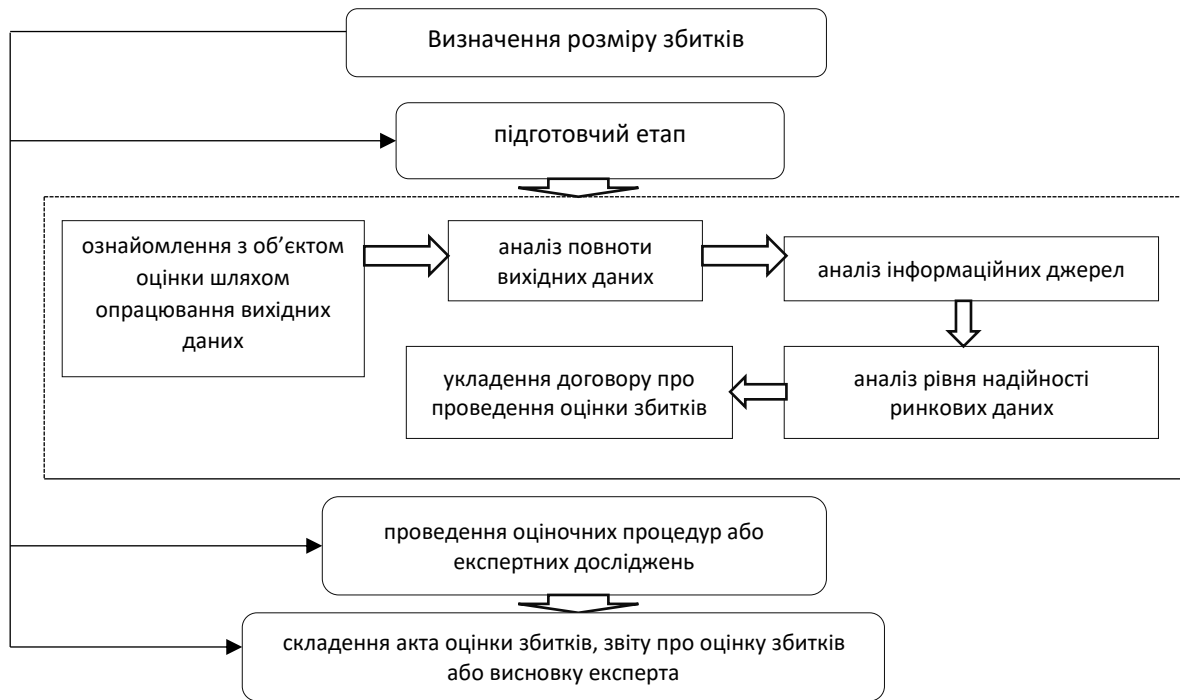 Визначення розміру збитків
підготовчий етап
ознайомлення з об’єктом
оцінки шляхом
опрацювання вихідних
даних
аналіз повноти
вихідних даних
аналіз інформаційних джерел
аналіз рівня надійності
ринкових даних
укладення договору про
проведення оцінки збитків
проведення оціночних процедур або
експертних досліджень
складення акта оцінки збитків, звіту про оцінку збитків
або висновку експерта